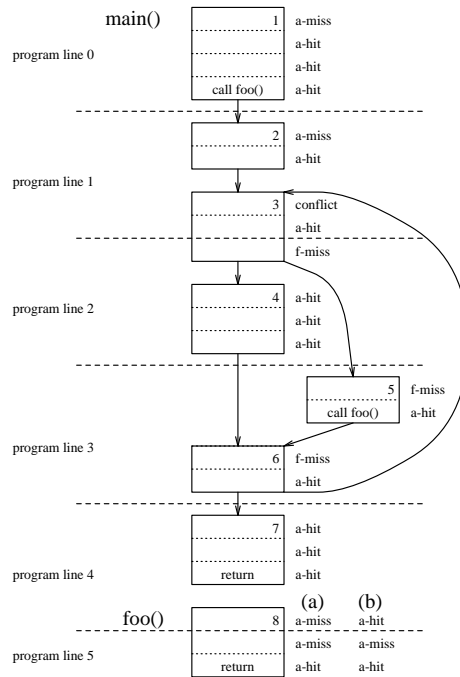 main()
1 a-miss
a-hit
program line 0 a-hit
call foo() a-hit
2 a-miss
a-hit
program line 1
3 conflict
a-hit
f-miss
4 a-hit
program line 2 a-hit
a-hit
5 f-miss
call foo() a-hit
program line 3 6 f-miss
a-hit
7 a-hit
a-hit
program line 4 return a-hit
(a) (b)
foo() 8 a-miss a-hit
a-miss a-miss
program line 5 return a-hit a-hit